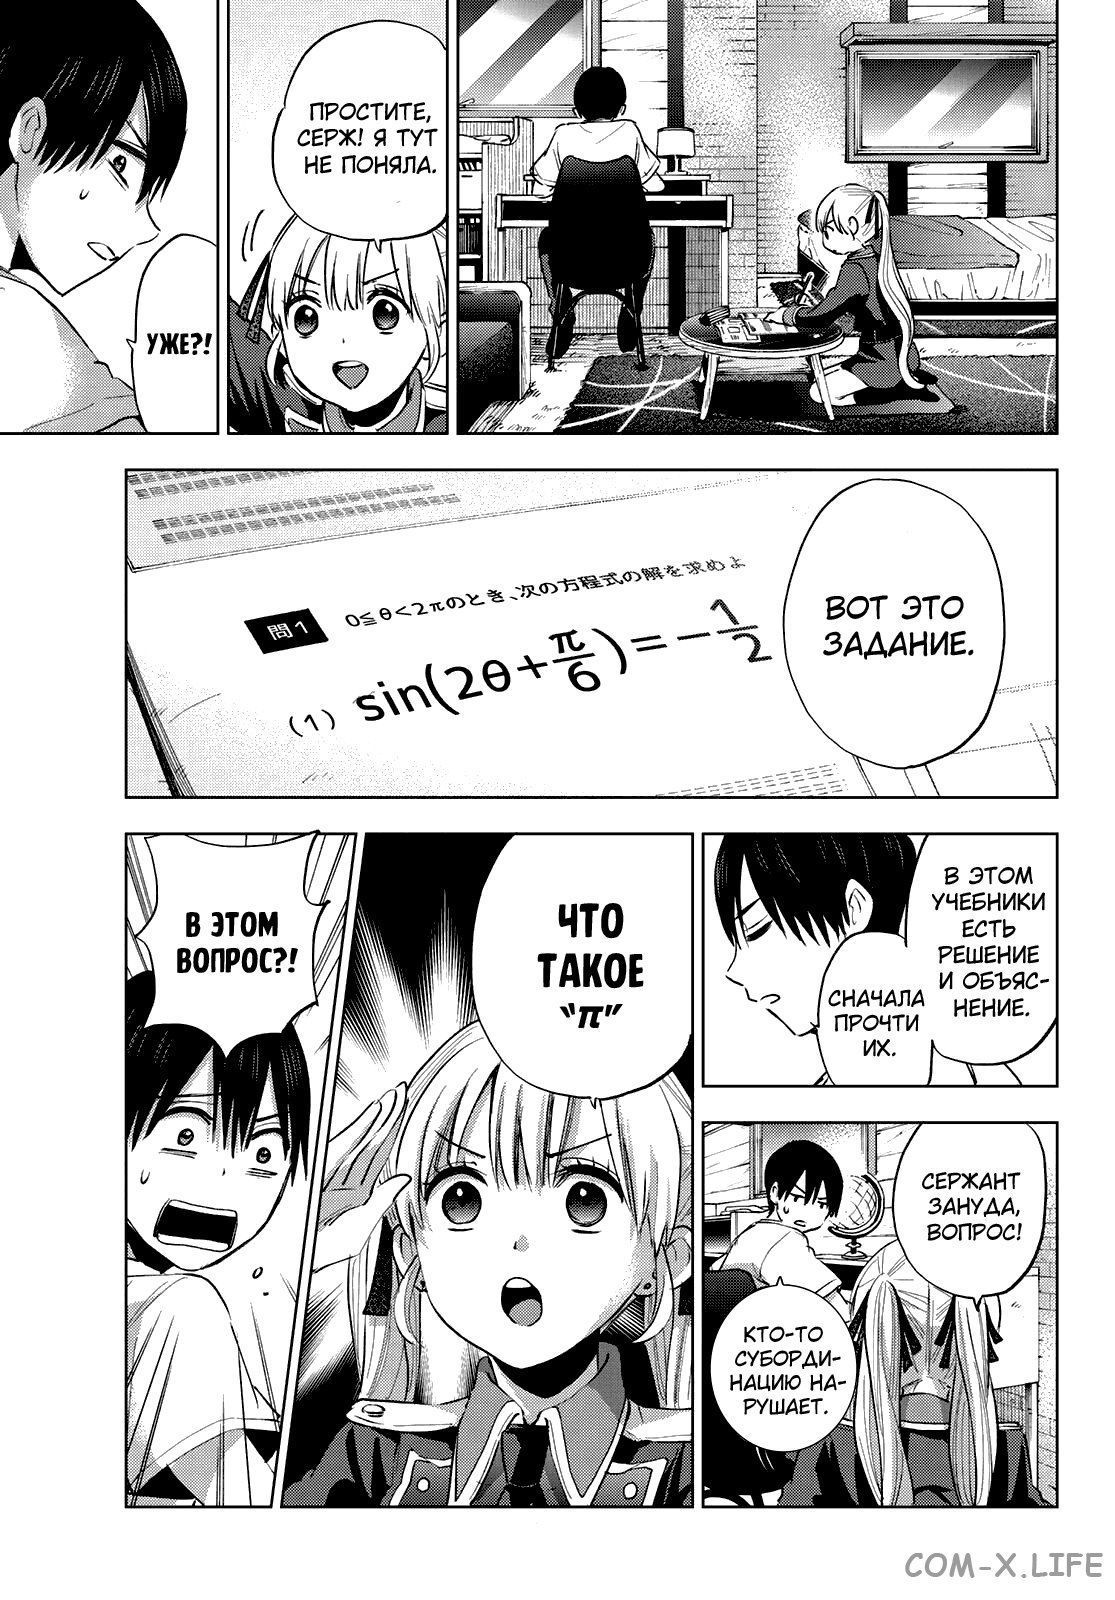 ПРОСТИТЕ,
СЕРЖ! Я ТУТ
НЕ ПОНЯЛА.
УЖЕ?!
ВОТ ЭТО
ЗАДАНИЕ.
問1
0≦θ<2πのとき、次の方程式の解を求めよ
(1) sin(2θ+π/6)=-1/2
В ЭТОМ
УЧЕБНИКИ
ЕСТЬ
РЕШЕНИЕ
И ОБЪЯС-
НЕНИЕ.
СНАЧАЛА
ПРОЧТИ
ИХ.
СЕРЖАНТ
ЗАНУДА,
ВОПРОС!
КТО-ТО
СУБОРДИ-
НАЦИЮ НА-
РУШАЕТ.
ЧТО
ТАКОЕ
“π”
В ЭТОМ
ВОПРОС?!
COM-X.LIFE